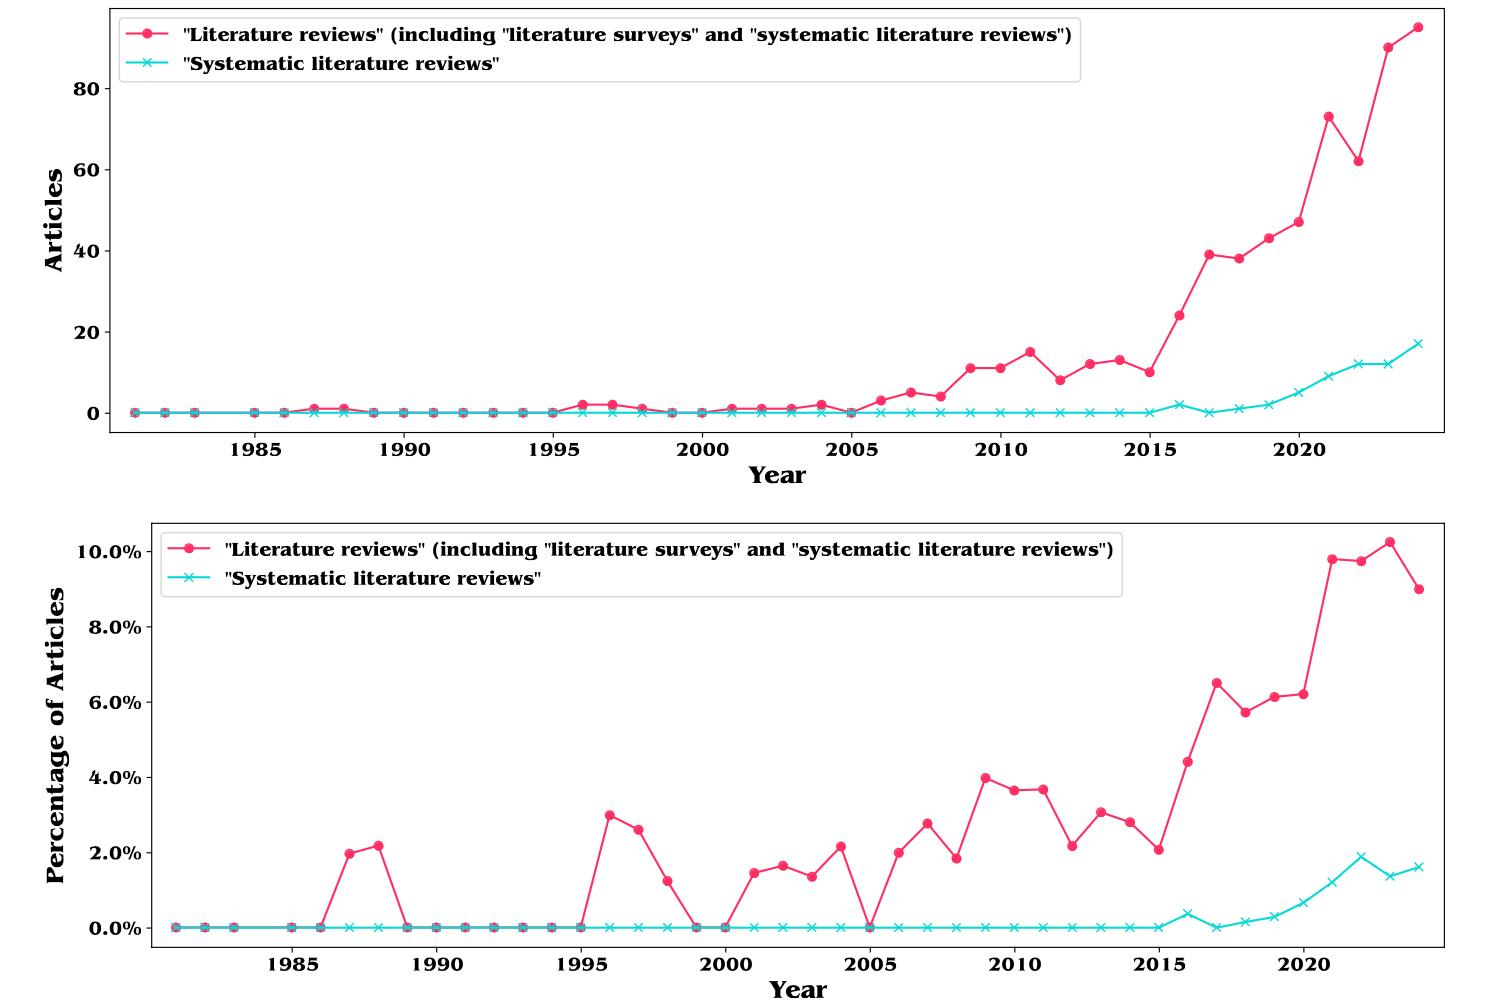 "Literature reviews" (including "literature surveys" and "systematic literature reviews")
"Systematic literature reviews"
80
60
40
20
0
Articles
1985 1990 1995 2000 2005 2010 2015 2020
Year
"Literature reviews" (including "literature surveys" and "systematic literature reviews")
"Systematic literature reviews"
10.0%
8.0%
6.0%
4.0%
2.0%
0.0%
Percentage of Articles
1985 1990 1995 2000 2005 2010 2015 2020
Year